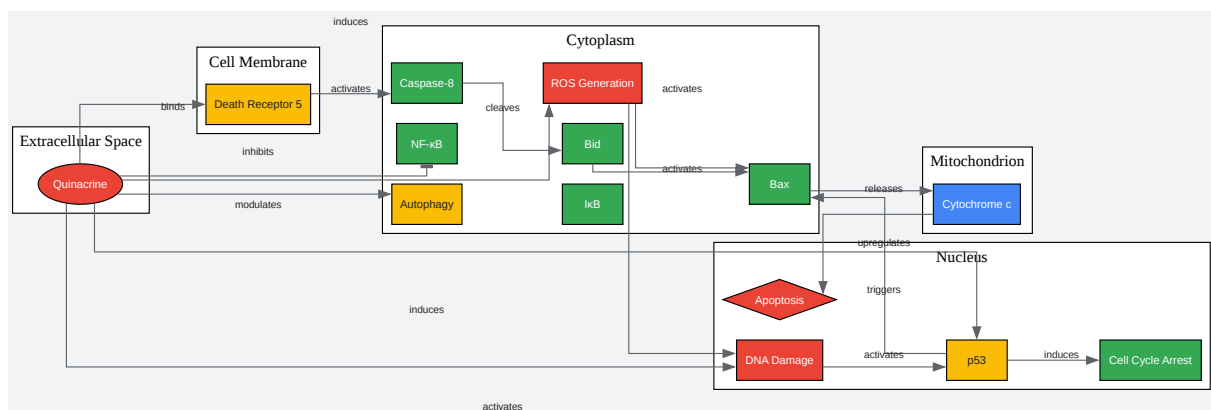 induces
Cytoplasm
Cell Membrane
Caspase-8
ROS Generation
activates
Death Receptor 5
activates
binds
cleaves
Extracellular Space
NF-κB
Bid
inhibits
Mitochondrion
activates
Quinacrine
Bax
releases
Autophagy
IκB
Cytochrome c
modulates
upregulates
Nucleus
triggers
Apoptosis
induces
DNA Damage
activates
p53
induces
Cell Cycle Arrest
activates